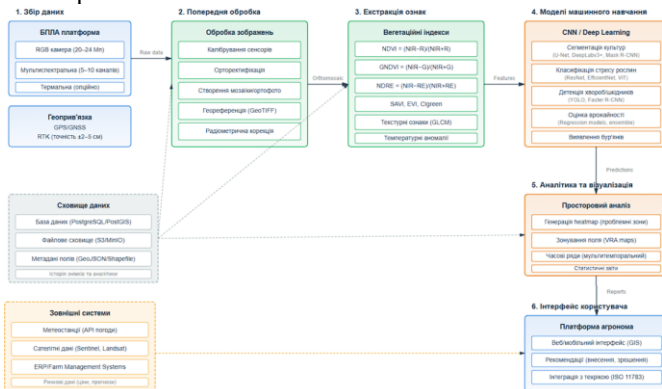 1. Збір даних
БПЛА платформа
RGB камера (20–24 Мп)
Мультиспектральна (5–10 каналів)
Термальна (опційно)
Геоприв'язка
GPS/GNSS
RTK (точність ±2–3 см)
Raw data
2. Попередня обробка
Обробка зображень
Калібрування сенсорів
Орторектифікація
Створення мозаїки/ортофото
Георeференція (GeoTIFF)
Радіометрична корекція
Orthomosaic
3. Екстракція ознак
Вегетаційні індекси
NDVI = (NIR−R)/(NIR+R)
GNDVI = (NIR−G)/(NIR+G)
NDRE = (NIR−RE)/(NIR+RE)
SAVI, EVI, CIgreen
Текстурні ознаки (GLCM)
Температурні аномалії
Features
4. Моделі машинного навчання
CNN / Deep Learning
Сегментація культур
(U-Net, DeepLabv3+, Mask R-CNN)
Класифікація стресу рослин
(ResNet, EfficientNet, ViT)
Детекція хвороб/шкідників
(YOLO, Faster R-CNN)
Оцінка врожайності
(Regression models, ensemble)
Виявлення бур'янів
Predictions
Сховище даних
База даних (PostgreSQL/PostGIS)
Файлове сховище (S3/MinIO)
Метадані полів (GeoJSON/Shapefile)
Історія знімків та аналітики
5. Аналітика та візуалізація
Просторовий аналіз
Генерація heatmap (проблемні зони)
Зонування поля (VRA maps)
Часові ряди (мультитемпоральний)
Статистичні звіти
Reports
Зовнішні системи
Метеостанції (API погоди)
Сателітні дані (Sentinel, Landsat)
ERP/Farm Management Systems
Ринкові дані (ціни, прогнози)
6. Інтерфейс користувача
Платформа агронома
Веб/мобільний інтерфейс (GIS)
Рекомендації (внесення, зрошення)
Інтеграція з технікою (ISO 11783)